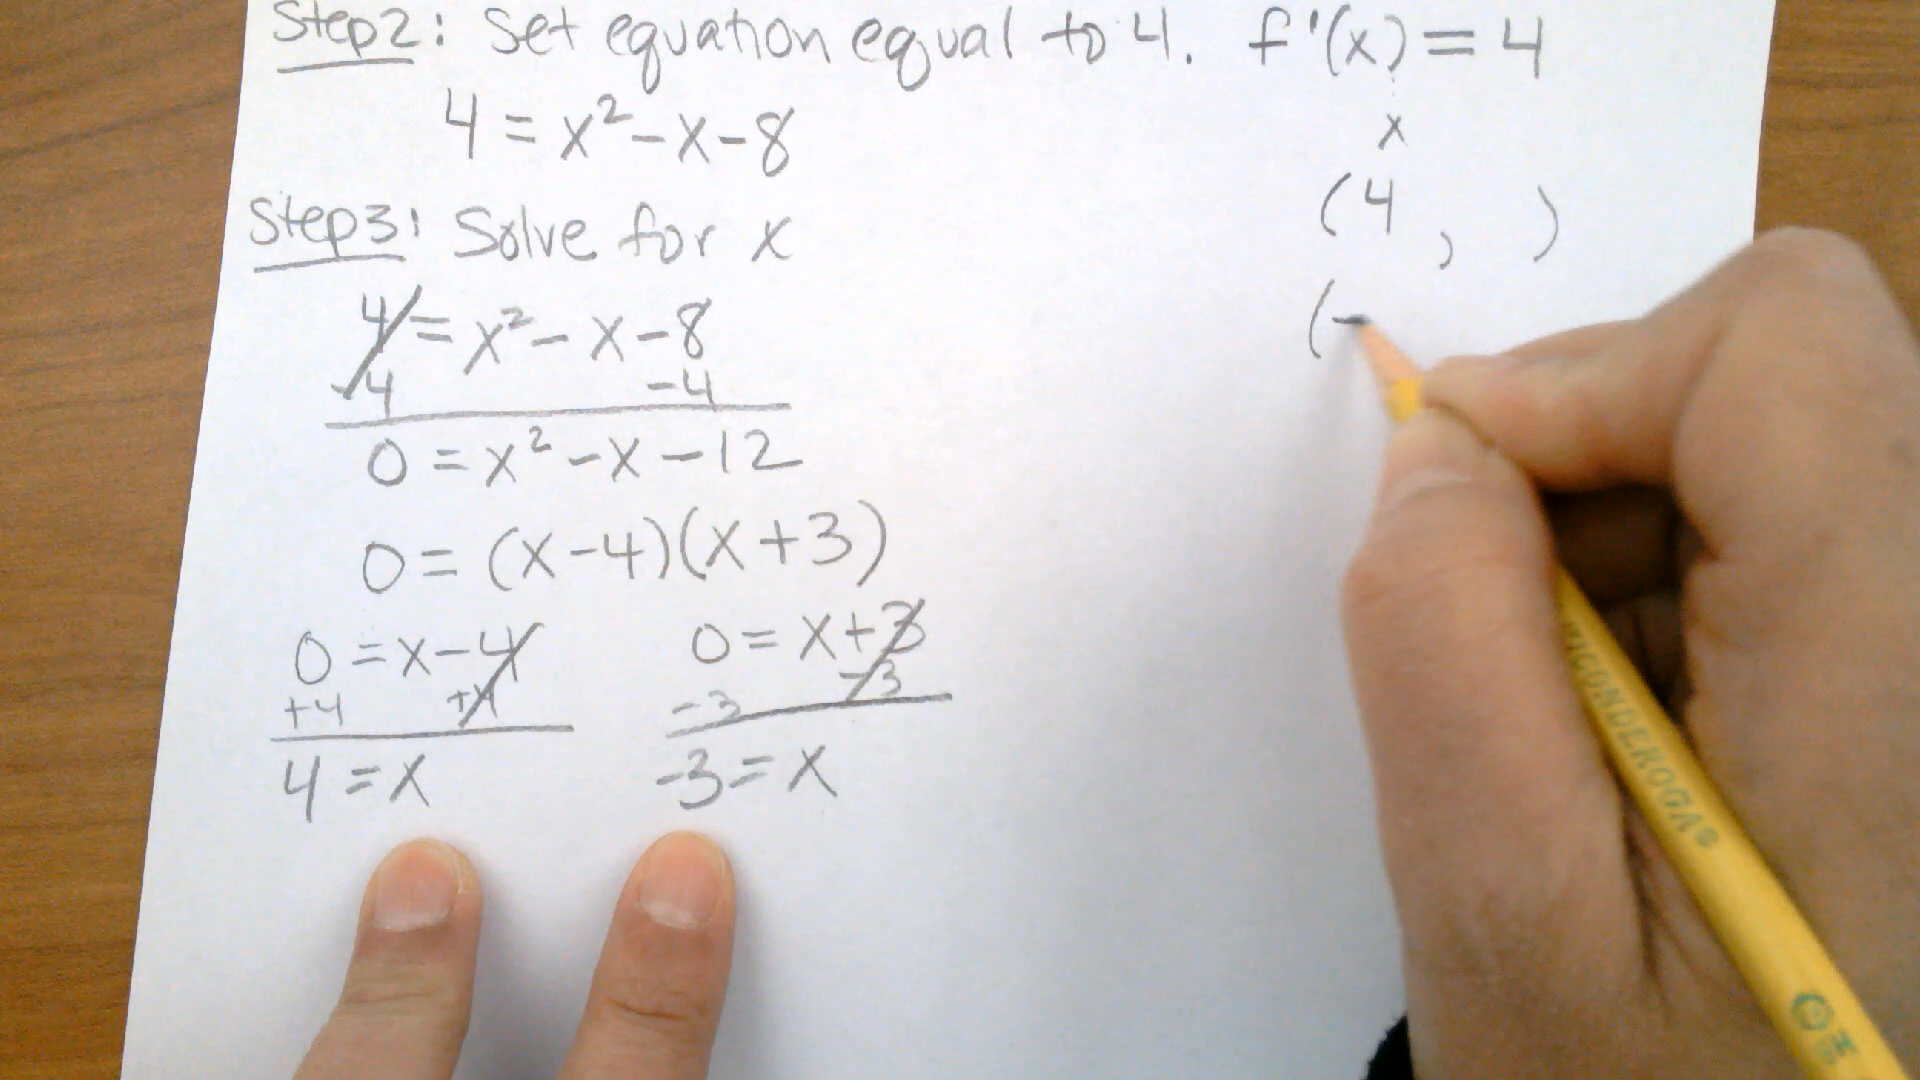 Step2: Set equation equal to 4. f'(x) = 4
4 = x² - x - 8
x
Step3: Solve for x
(4 , )
4 = x² - x - 8
(-
-4 -4
0 = x² - x - 12
0 = (x - 4)(x + 3)
0 = x - 4 0 = x + 3
+4 +4 -3 -3
4 = x -3 = x
TICONDEROGA®